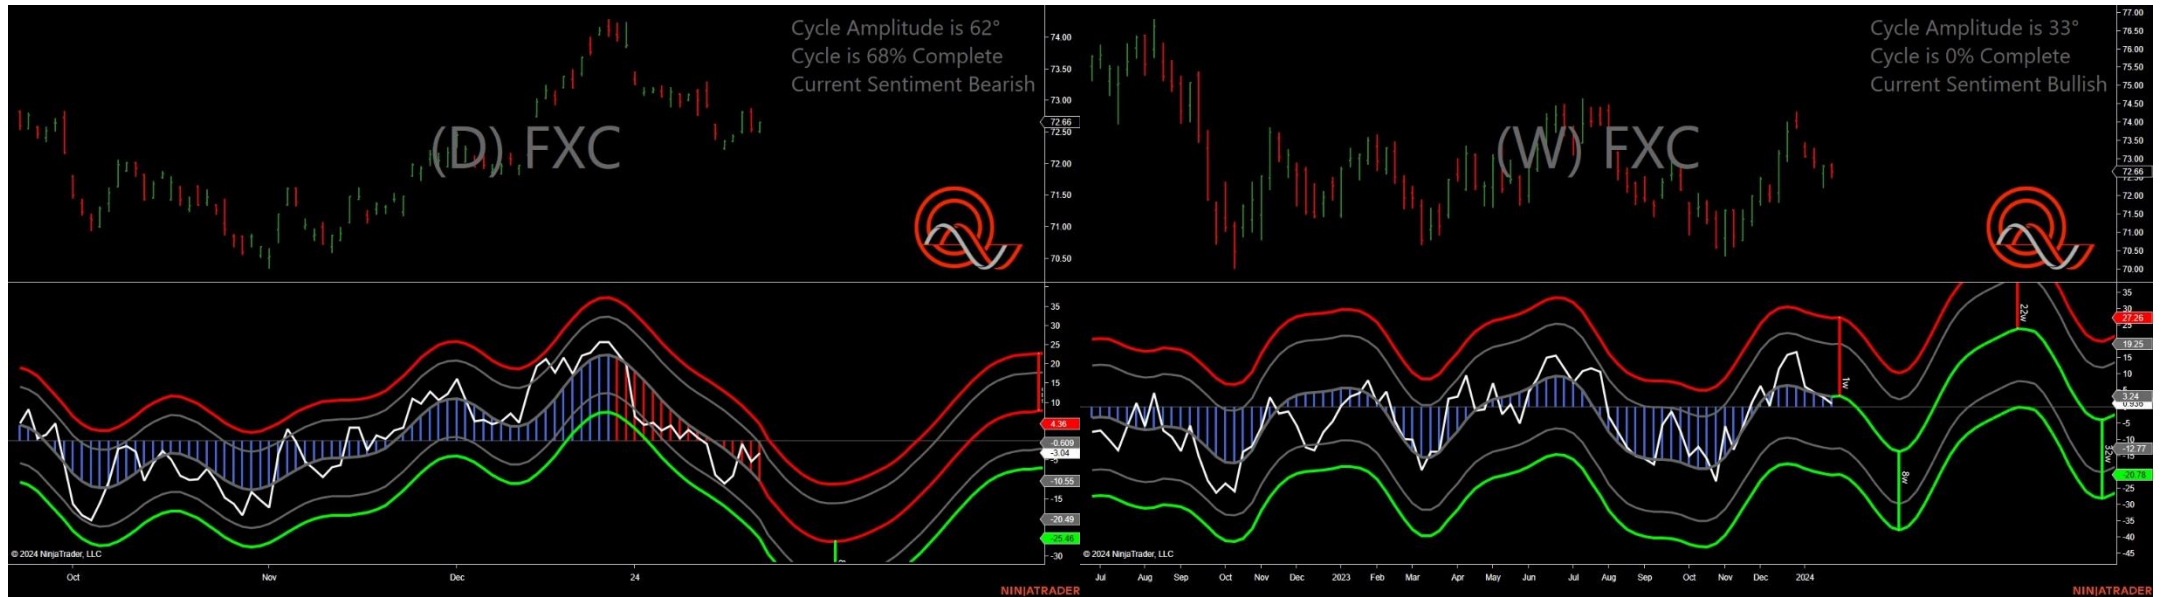 Cycle Amplitude is 62°
Cycle is 68% Complete
Current Sentiment Bearish
(D) FXC
74.00
73.50
73.00
72.66
72.50
72.00
71.50
71.00
70.50
35
25
15
10
4.36
-0.609
-3.04
-10.55
-15
-20.49
-25.46
-30
© 2024 NinjaTrader, LLC
Oct
Nov
Dec
24
NINJATRADER
Cycle Amplitude is 33°
Cycle is 0% Complete
Current Sentiment Bullish
(W) FXC
77.00
76.50
76.00
75.50
75.00
74.50
74.00
73.50
73.00
72.66
72.00
71.50
71.00
70.50
70.00
1w
8w
22w
32w
35
30
27.26
25
19.25
15
10
3.24
0.936
-5
-10
-12.77
-15
-20.78
-25
-30
-35
-40
-45
© 2024 NinjaTrader, LLC
Jul
Aug
Sep
Oct
Nov
Dec
2023
Feb
Mar
Apr
May
Jun
Jul
Aug
Sep
Oct
Nov
Dec
2024
NINJATRADER